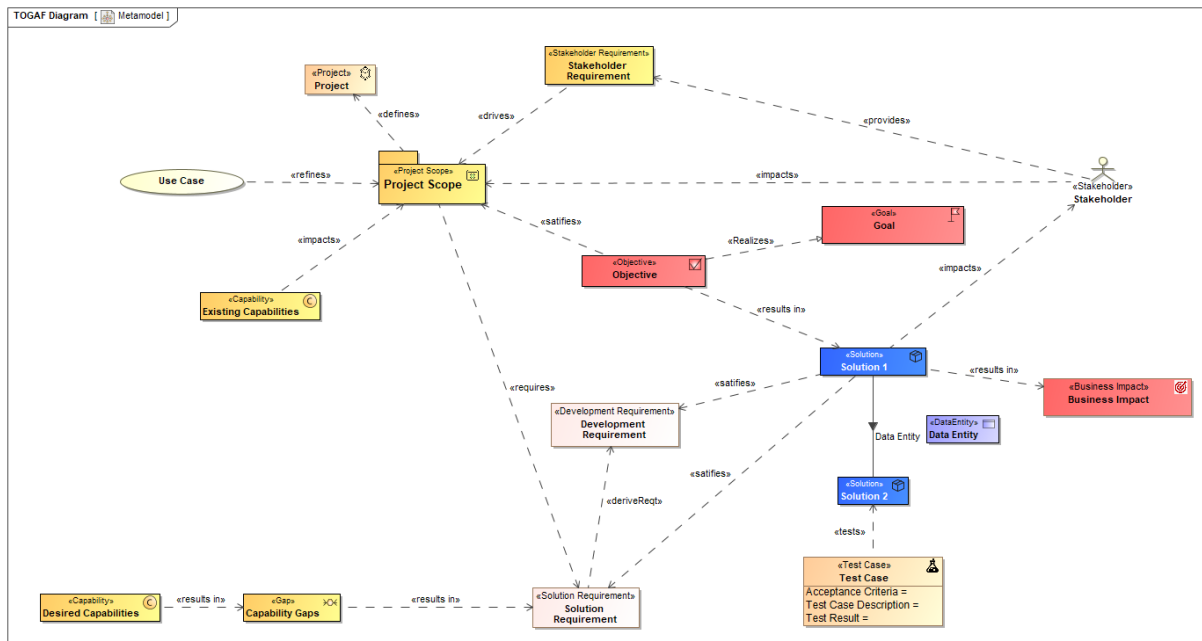 TOGAF Diagram [ Metamodel ]
«Stakeholder Requirement»
Stakeholder
Requirement
«Project»
Project
«defines»
«drives»
«provides»
«Project Scope»
Project Scope
Use Case
«refines»
«impacts»
«Stakeholder»
Stakeholder
«impacts»
«satifies»
«Goal»
Goal
«Realizes»
«Objective»
Objective
«impacts»
«Capability»
Existing Capabilities
«results in»
«Solution»
Solution 1
«requires»
«satifies»
«results in»
«Business Impact»
Business Impact
«Development Requirement»
Development
Requirement
Data Entity
«DataEntity»
Data Entity
«satifies»
«deriveReqt»
«Solution»
Solution 2
«tests»
«Test Case»
Test Case
Acceptance Criteria =
Test Case Description =
Test Result =
«Capability»
Desired Capabilities
«results in»
«Gap»
Capability Gaps
«results in»
«Solution Requirement»
Solution
Requirement